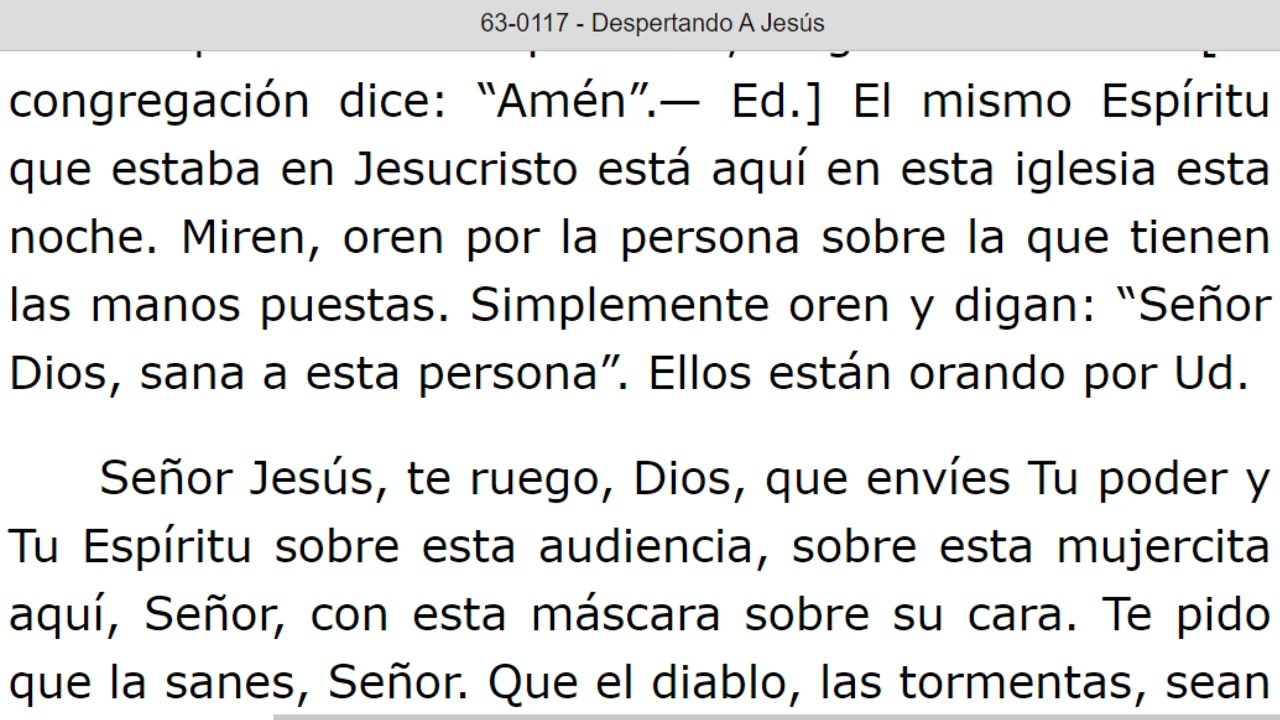 63-0117 - Despertando A Jesús
congregación dice: “Amén”.— Ed.] El mismo Espíritu
que estaba en Jesucristo está aquí en esta iglesia esta
noche. Miren, oren por la persona sobre la que tienen
las manos puestas. Simplemente oren y digan: “Señor
Dios, sana a esta persona”. Ellos están orando por Ud.
Señor Jesús, te ruego, Dios, que envíes Tu poder y
Tu Espíritu sobre esta audiencia, sobre esta mujercita
aquí, Señor, con esta máscara sobre su cara. Te pido
que la sanes, Señor. Que el diablo, las tormentas, sean